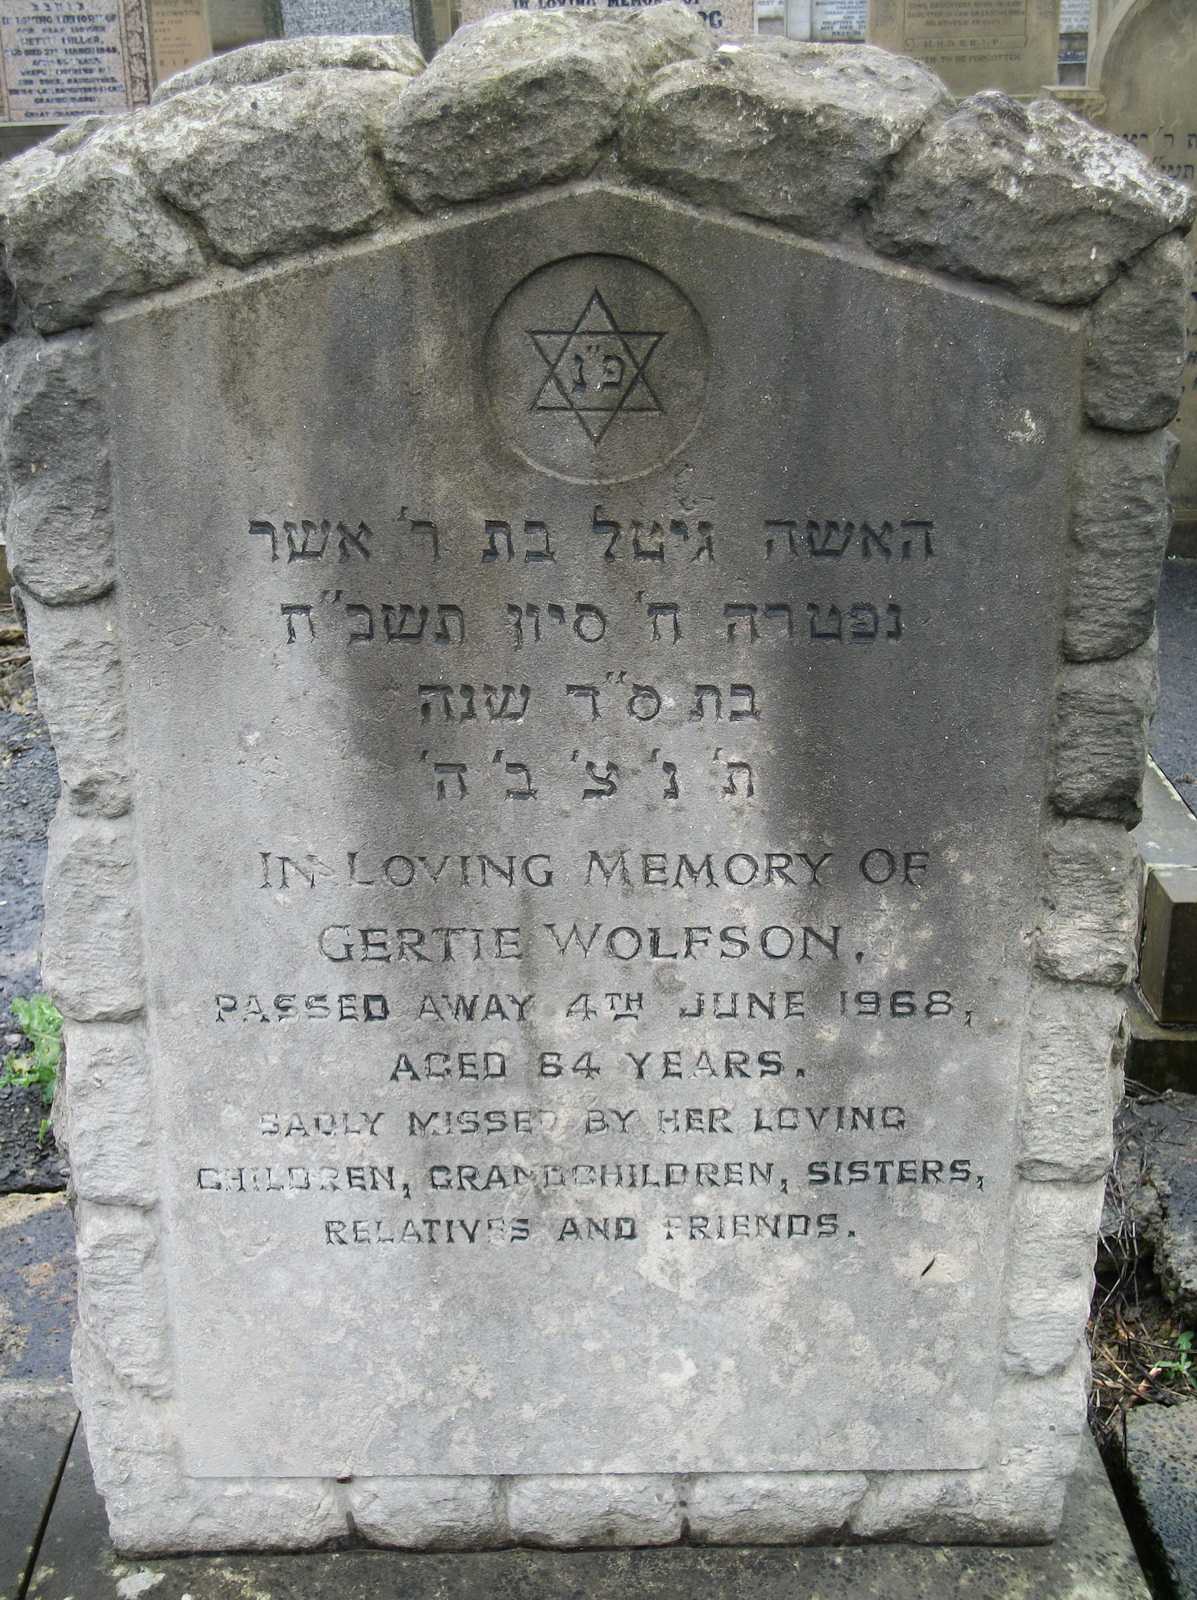 פ"נ
האשה גיטל בת ר' אשר
נפטרה ח' סיון תשכ"ח
בת ס"ד שנה
ת' נ' צ' ב' ה'
IN LOVING MEMORY OF
GERTIE WOLFSON.
PASSED AWAY 4TH JUNE 1968,
AGED 64 YEARS.
SADLY MISSED BY HER LOVING
CHILDREN, GRANDCHILDREN, SISTERS,
RELATIVES AND FRIENDS.